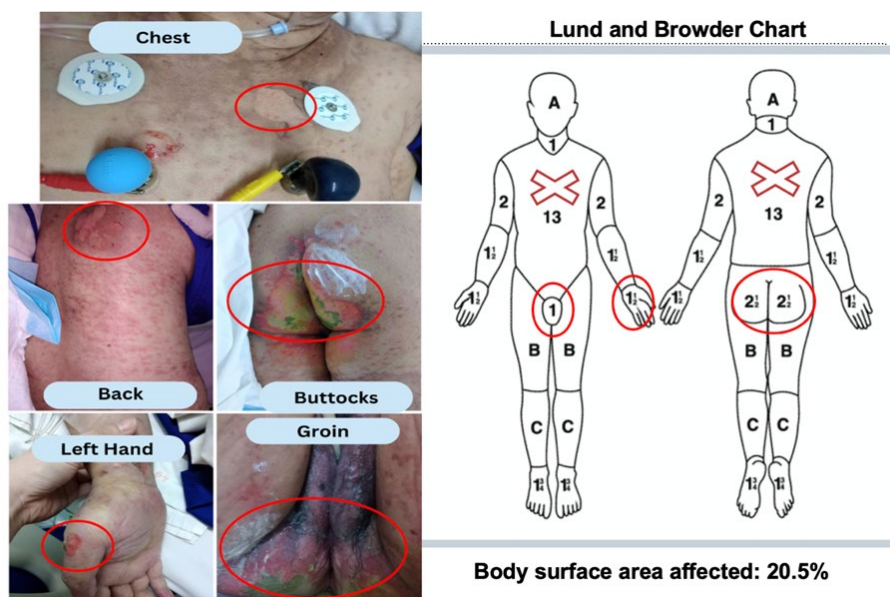 Chest
Back
Buttocks
Left Hand
Groin
Lund and Browder Chart
A
1
2
13
2
1½
1½
1½
1
1½
B
B
C
C
1¾
1¾
A
1
2
13
2
1½
1½
1½
2½
2½
1½
B
B
C
C
1¾
1¾
Body surface area affected: 20.5%